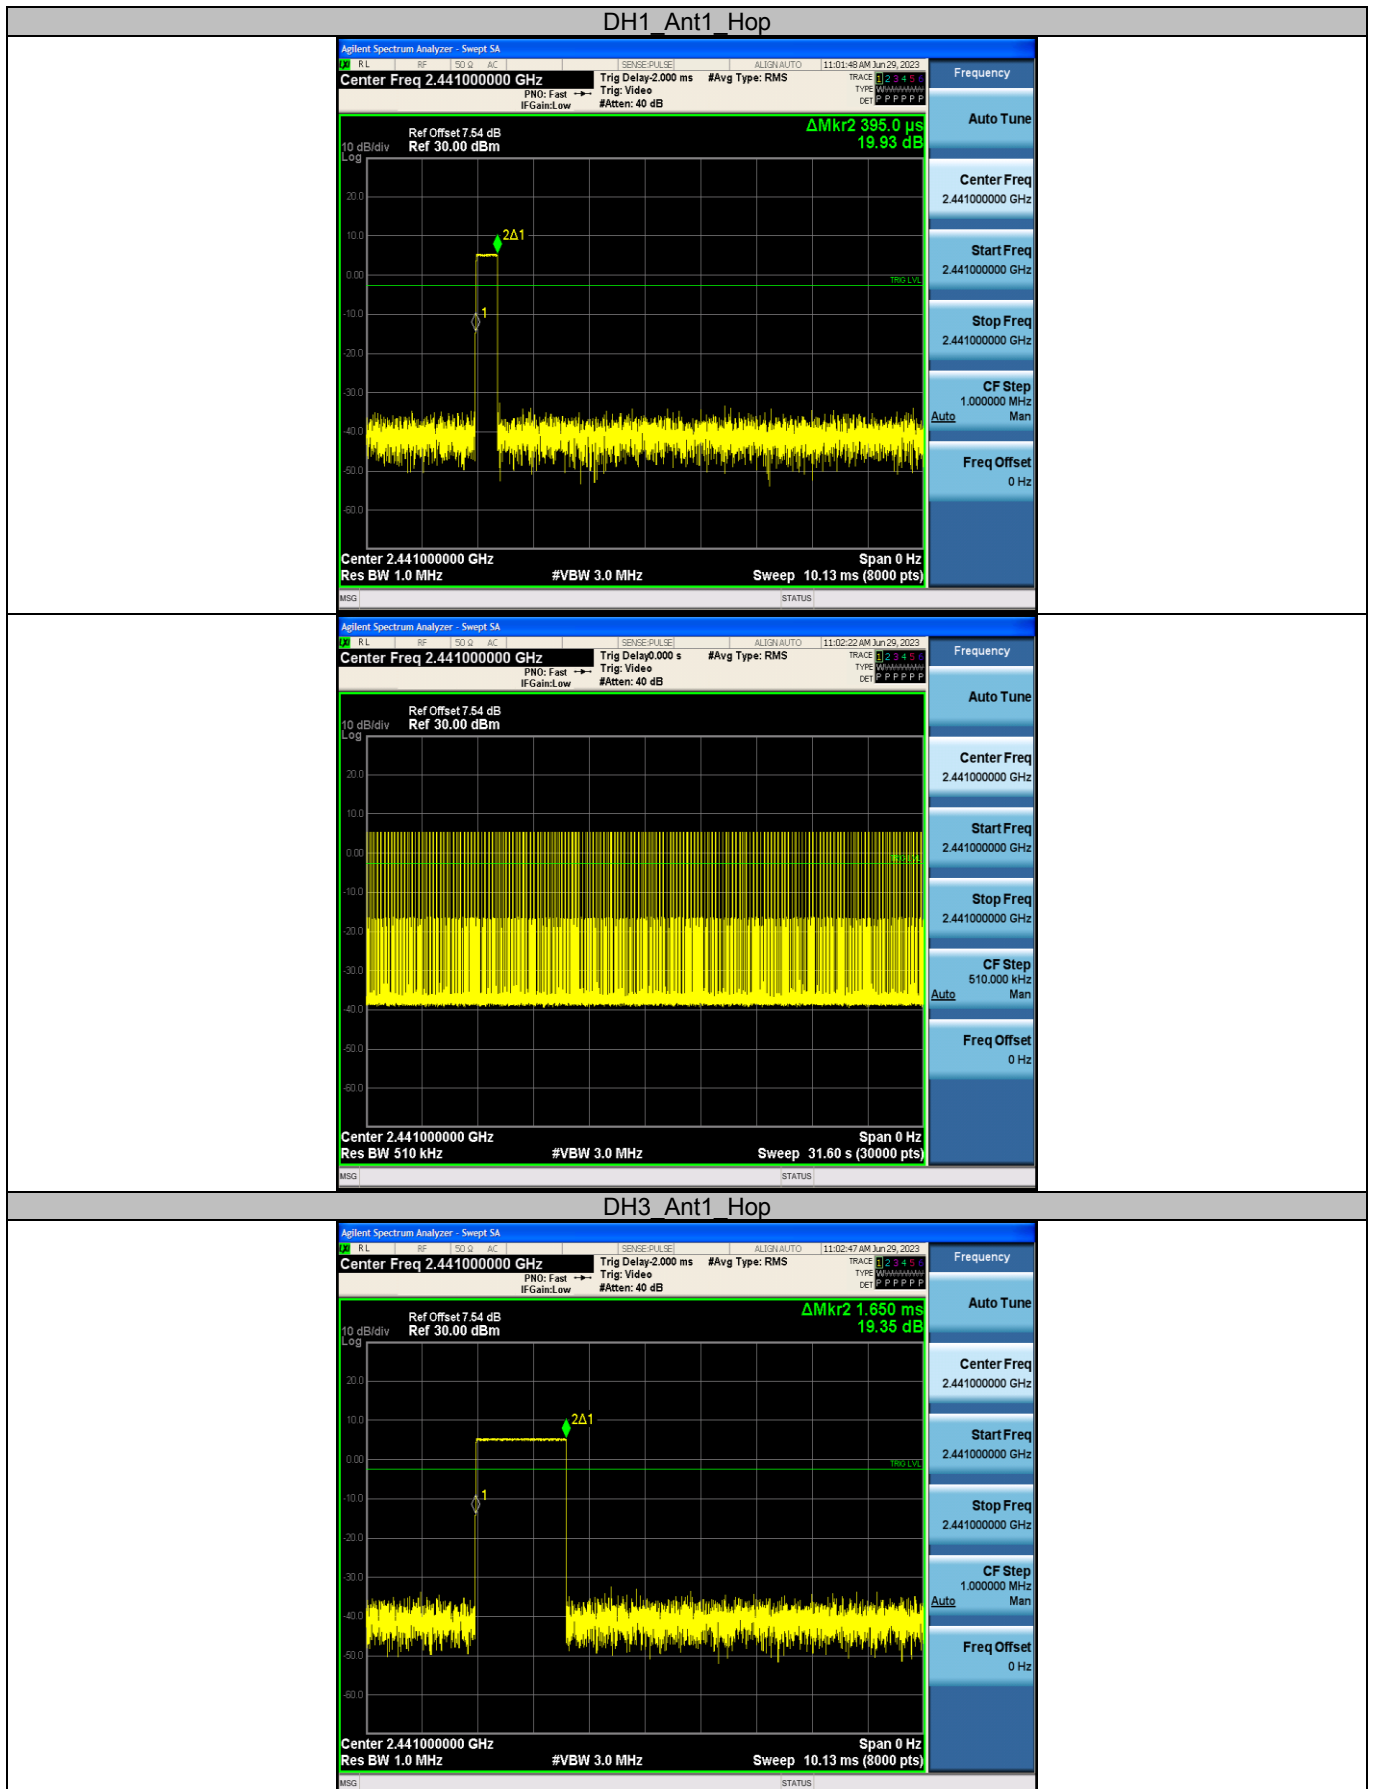 DH1_Ant1_Hop
Agilent Spectrum Analyzer - Swept SA
RL RF 50 Ω AC SENSE:PULSE ALIGN AUTO 11:01:48 AM Jun 29, 2023
Center Freq 2.441000000 GHz
Trig Delay-2.000 ms #Avg Type: RMS
PNO: Fast Trig: Video
IFGain:Low #Atten: 40 dB
TRACE 1 2 3 4 5 6
TYPE
DET P P P P P P
ΔMkr2 395.0 µs
19.93 dB
Ref Offset 7.54 dB
10 dB/div Ref 30.00 dBm
Log
20.0
10.0
2Δ1
0.00
TRIG LVL
-10.0
1
-20.0
-30.0
-40.0
-50.0
-60.0
Center 2.441000000 GHz Span 0 Hz
Res BW 1.0 MHz #VBW 3.0 MHz Sweep 10.13 ms (8000 pts)
MSG STATUS
Frequency
Auto Tune
Center Freq
2.441000000 GHz
Start Freq
2.441000000 GHz
Stop Freq
2.441000000 GHz
CF Step
1.000000 MHz
Auto Man
Freq Offset
0 Hz
Agilent Spectrum Analyzer - Swept SA
RL RF 50 Ω AC SENSE:PULSE ALIGN AUTO 11:02:22 AM Jun 29, 2023
Center Freq 2.441000000 GHz
Trig Delay0.000 s #Avg Type: RMS
PNO: Fast Trig: Video
IFGain:Low #Atten: 40 dB
TRACE 1 2 3 4 5 6
TYPE
DET P P P P P P
Ref Offset 7.54 dB
10 dB/div Ref 30.00 dBm
Log
20.0
10.0
0.00
-10.0
-20.0
-30.0
-40.0
-50.0
-60.0
Center 2.441000000 GHz Span 0 Hz
Res BW 510 kHz #VBW 3.0 MHz Sweep 31.60 s (30000 pts)
MSG STATUS
Frequency
Auto Tune
Center Freq
2.441000000 GHz
Start Freq
2.441000000 GHz
Stop Freq
2.441000000 GHz
CF Step
510.000 kHz
Auto Man
Freq Offset
0 Hz
DH3_Ant1_Hop
Agilent Spectrum Analyzer - Swept SA
RL RF 50 Ω AC SENSE:PULSE ALIGN AUTO 11:02:47 AM Jun 29, 2023
Center Freq 2.441000000 GHz
Trig Delay-2.000 ms #Avg Type: RMS
PNO: Fast Trig: Video
IFGain:Low #Atten: 40 dB
TRACE 1 2 3 4 5 6
TYPE
DET P P P P P P
ΔMkr2 1.650 ms
19.35 dB
Ref Offset 7.54 dB
10 dB/div Ref 30.00 dBm
Log
20.0
10.0
2Δ1
0.00
TRIG LVL
-10.0
1
-20.0
-30.0
-40.0
-50.0
-60.0
Center 2.441000000 GHz Span 0 Hz
Res BW 1.0 MHz #VBW 3.0 MHz Sweep 10.13 ms (8000 pts)
MSG STATUS
Frequency
Auto Tune
Center Freq
2.441000000 GHz
Start Freq
2.441000000 GHz
Stop Freq
2.441000000 GHz
CF Step
1.000000 MHz
Auto Man
Freq Offset
0 Hz